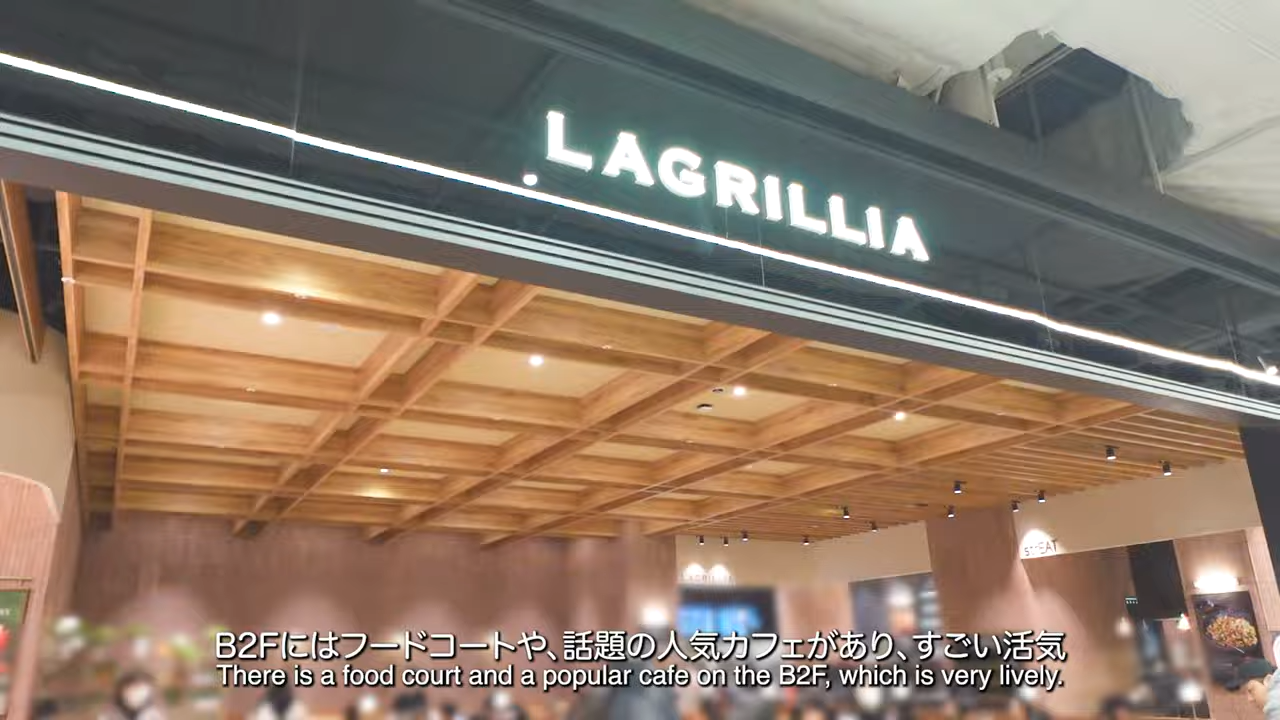 LAGRILLIA
LAGRILLIA
B2Fにはフードコートや、話題の人気カフェがあり、すごい活気
There is a food court and a popular cafe on the B2F, which is very lively.